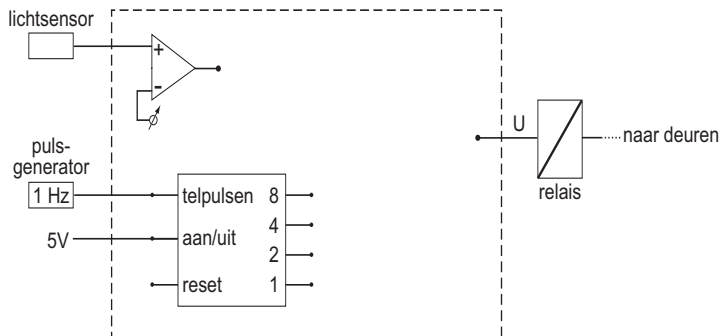 lichtsensor
+
-
U
naar deuren
relais
puls-
generator
1 Hz
5V
telpulsen 8
4
aan/uit
2
reset 1